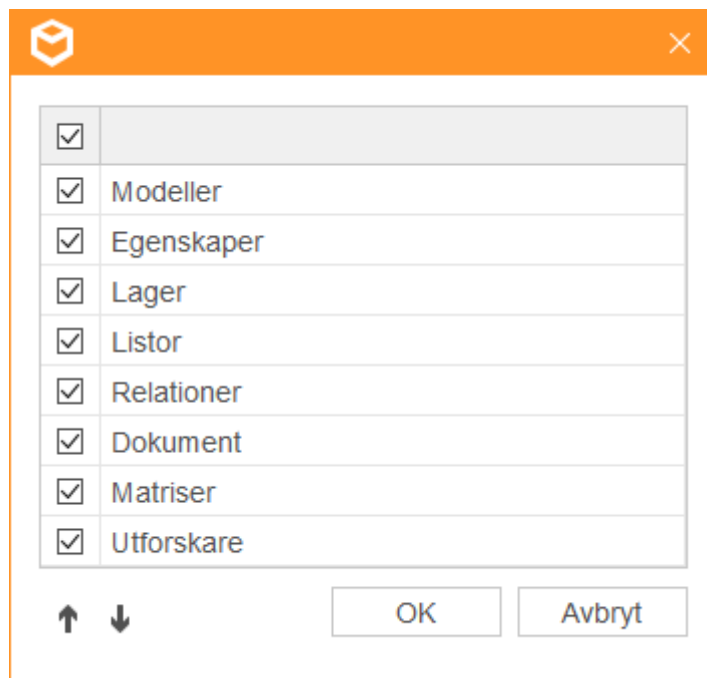 Modeller
Egenskaper
Lager
Listor
Relationer
Dokument
Matriser
Utforskare
OK Avbryt